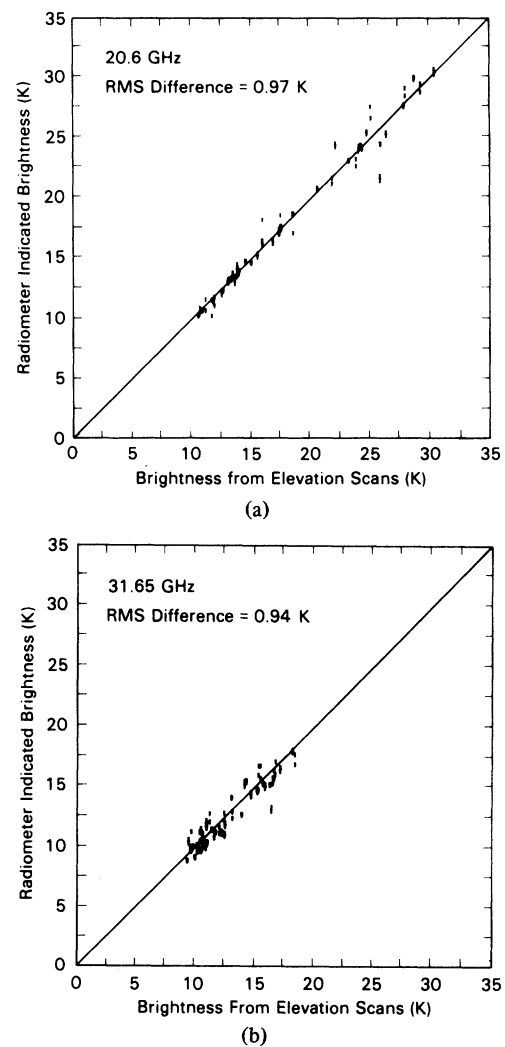 35
30
25
20
15
10
5
0
Radiometer Indicated Brightness (K)
20.6 GHz
RMS Difference = 0.97 K
0 5 10 15 20 25 30 35
Brightness from Elevation Scans (K)
(a)
35
30
25
20
15
10
5
0
Radiometer Indicated Brightness (K)
31.65 GHz
RMS Difference = 0.94 K
0 5 10 15 20 25 30 35
Brightness From Elevation Scans (K)
(b)